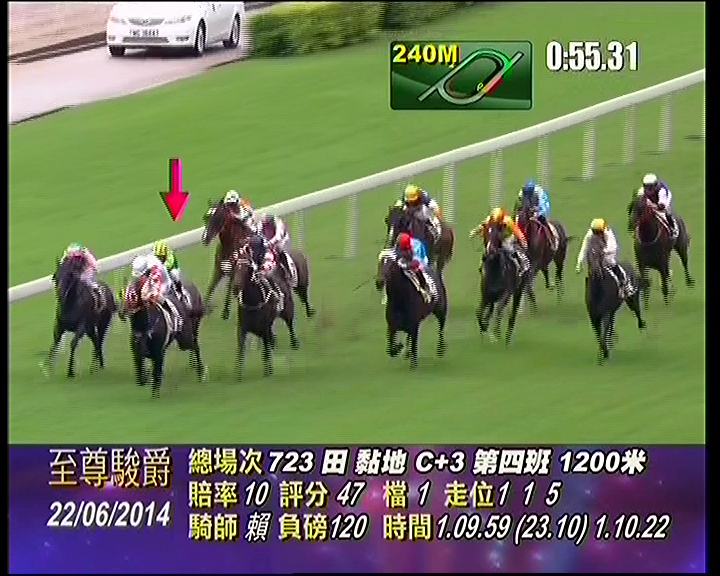 240M 0:55.31
至尊駿爵 總場次 723 田 黏地 C+3 第四班 1200米
賠率 10 評分 47 檔 1 走位 1 1 5
22/06/2014 騎師 賴 負磅 120 時間 1.09.59 (23.10) 1.10.22